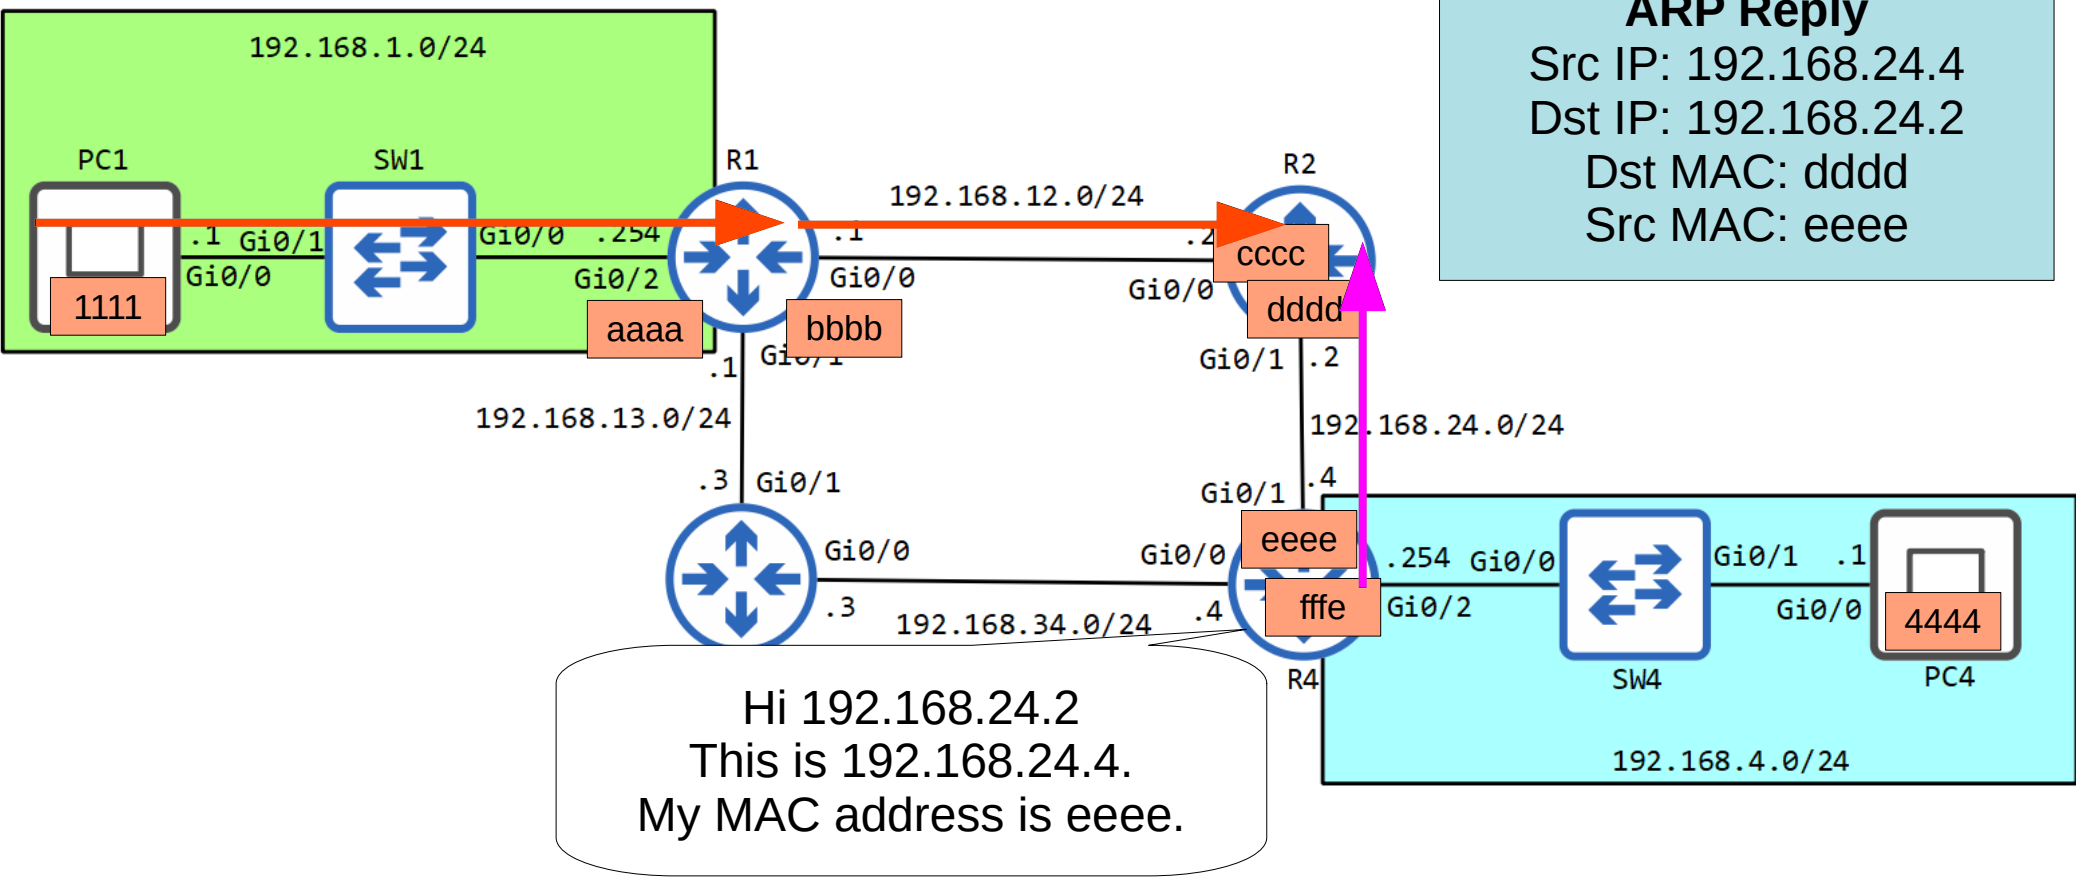 ARP Reply
Src IP: 192.168.24.4
Dst IP: 192.168.24.2
Dst MAC: dddd
Src MAC: eeee
192.168.1.0/24
PC1
SW1
R1
R2
192.168.12.0/24
.1
Gi0/1
Gi0/0
.254
.1
.2
Gi0/0
Gi0/2
Gi0/0
Gi0/0
1111
aaaa
bbbb
cccc
dddd
.1
Gi0/1
Gi0/1
.2
192.168.13.0/24
192.168.24.0/24
.3
Gi0/1
Gi0/1
.4
eeee
Gi0/0
Gi0/0
.254
Gi0/0
Gi0/1
.1
.3
192.168.34.0/24
.4
fffe
Gi0/2
Gi0/0
4444
R4
SW4
PC4
192.168.4.0/24
Hi 192.168.24.2
This is 192.168.24.4.
My MAC address is eeee.